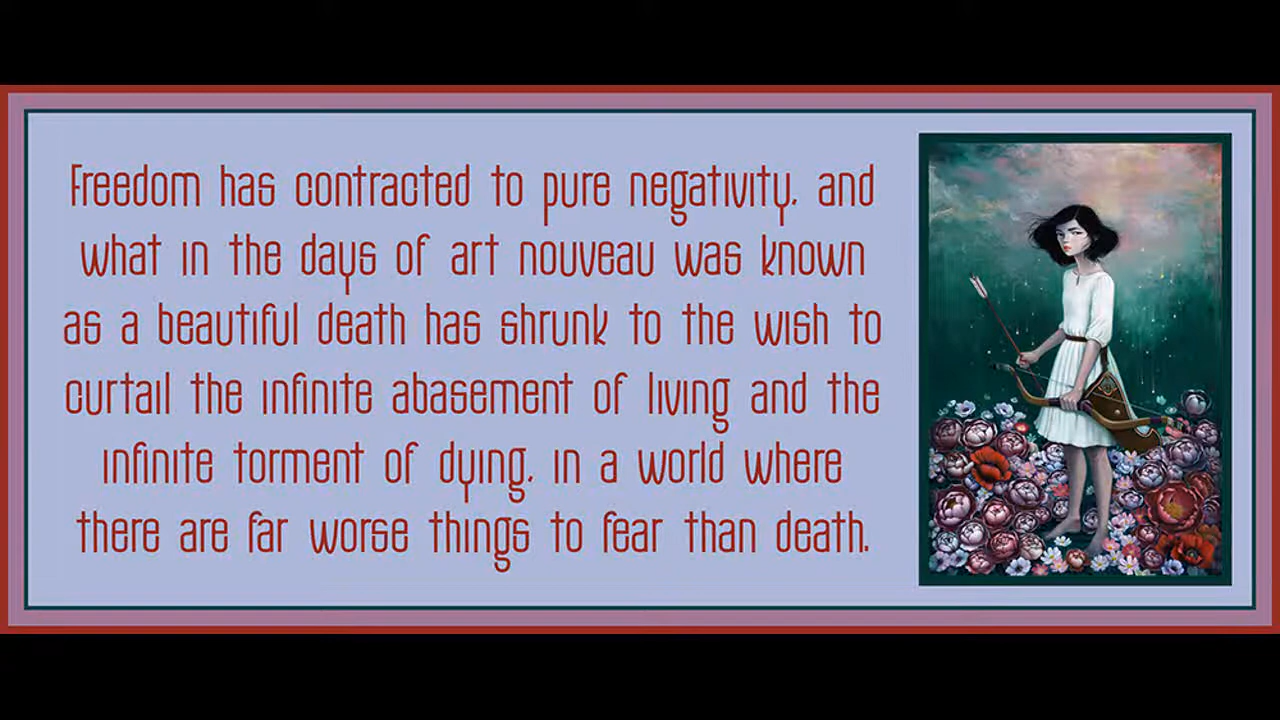 Freedom has contracted to pure negativity, and
what in the days of art nouveau was known
as a beautiful death has shrunk to the wish to
curtail the infinite abasement of living and the
infinite torment of dying, in a world where
there are far worse things to fear than death.